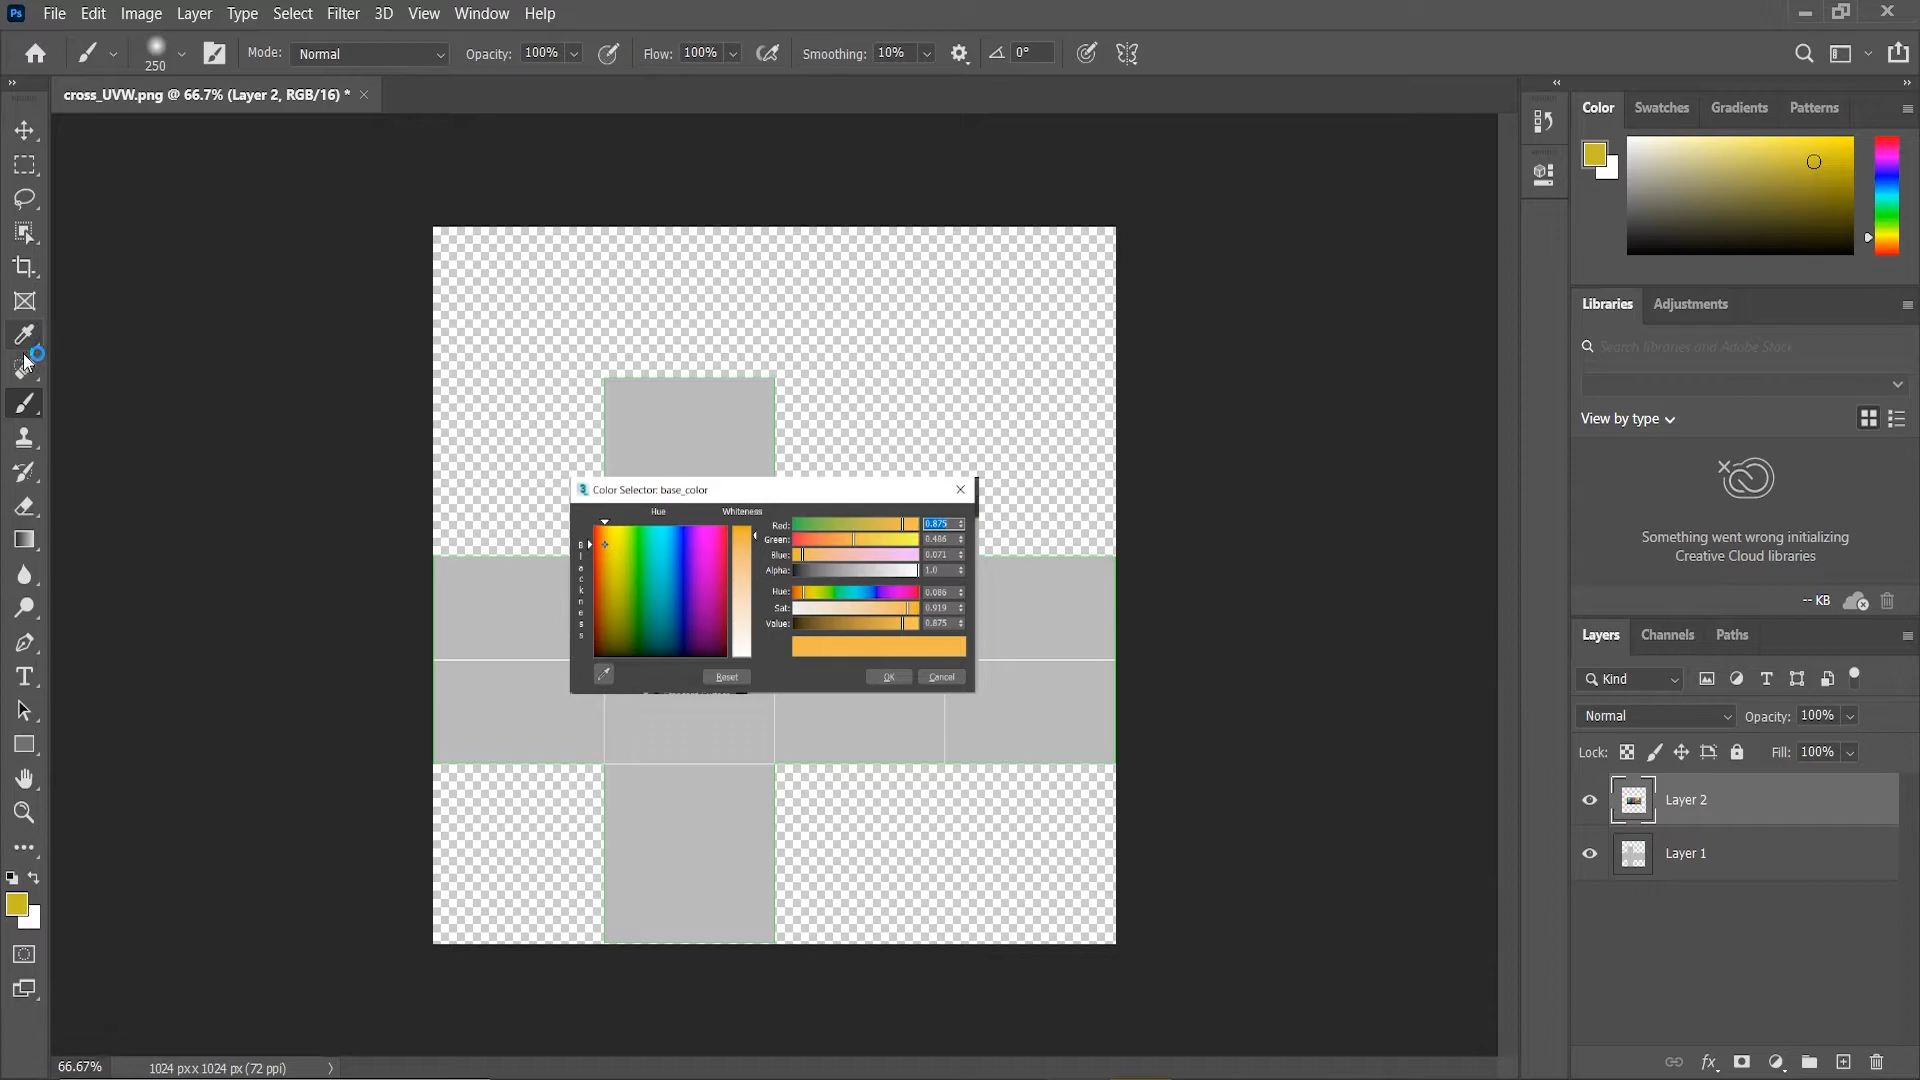 Ps File Edit Image Layer Type Select Filter 3D View Window Help
250 Mode: Normal Opacity: 100% Flow: 100% Smoothing: 10% 0°
cross_UVW.png @ 66.7% (Layer 2, RGB/16) *
Color Swatches Gradients Patterns
Libraries Adjustments
Search libraries and Adobe Stock
View by type
Something went wrong initializing
Creative Cloud libraries
-- KB
3 Color Selector: base_color
Hue Whiteness
Blackness
Red: 0.875
Green: 0.486
Blue: 0.071
Alpha: 1.0
Hue: 0.086
Sat: 0.919
Value: 0.875
Reset OK Cancel
Layers Channels Paths
Kind
Normal Opacity: 100%
Lock: Fill: 100%
Layer 2
Layer 1
fx
66.67% 1024 px x 1024 px (72 ppi)